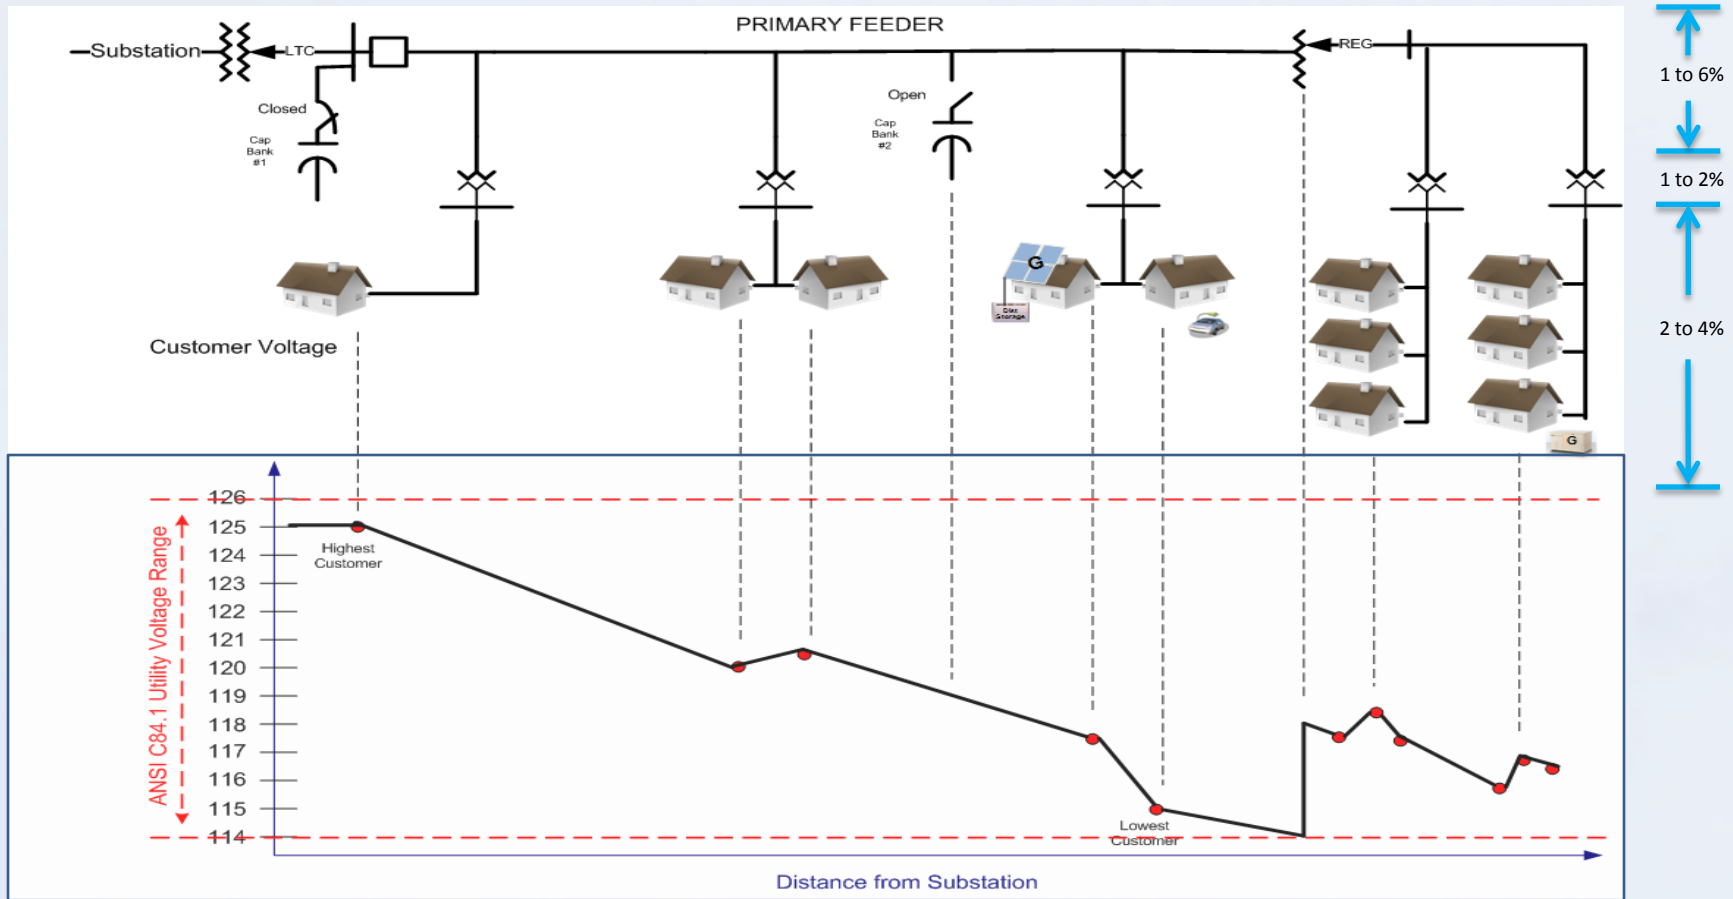 PRIMARY FEEDER
Substation
LTC
REG
1 to 6%
Closed
Cap
Bank
#1
Open
Cap
Bank
#2
1 to 2%
G
Dist
Storage
2 to 4%
Customer Voltage
G
126
125
124
123
122
121
120
119
118
117
116
115
114
ANSI C84.1 Utility Voltage Range
Highest
Customer
Lowest
Customer
Distance from Substation